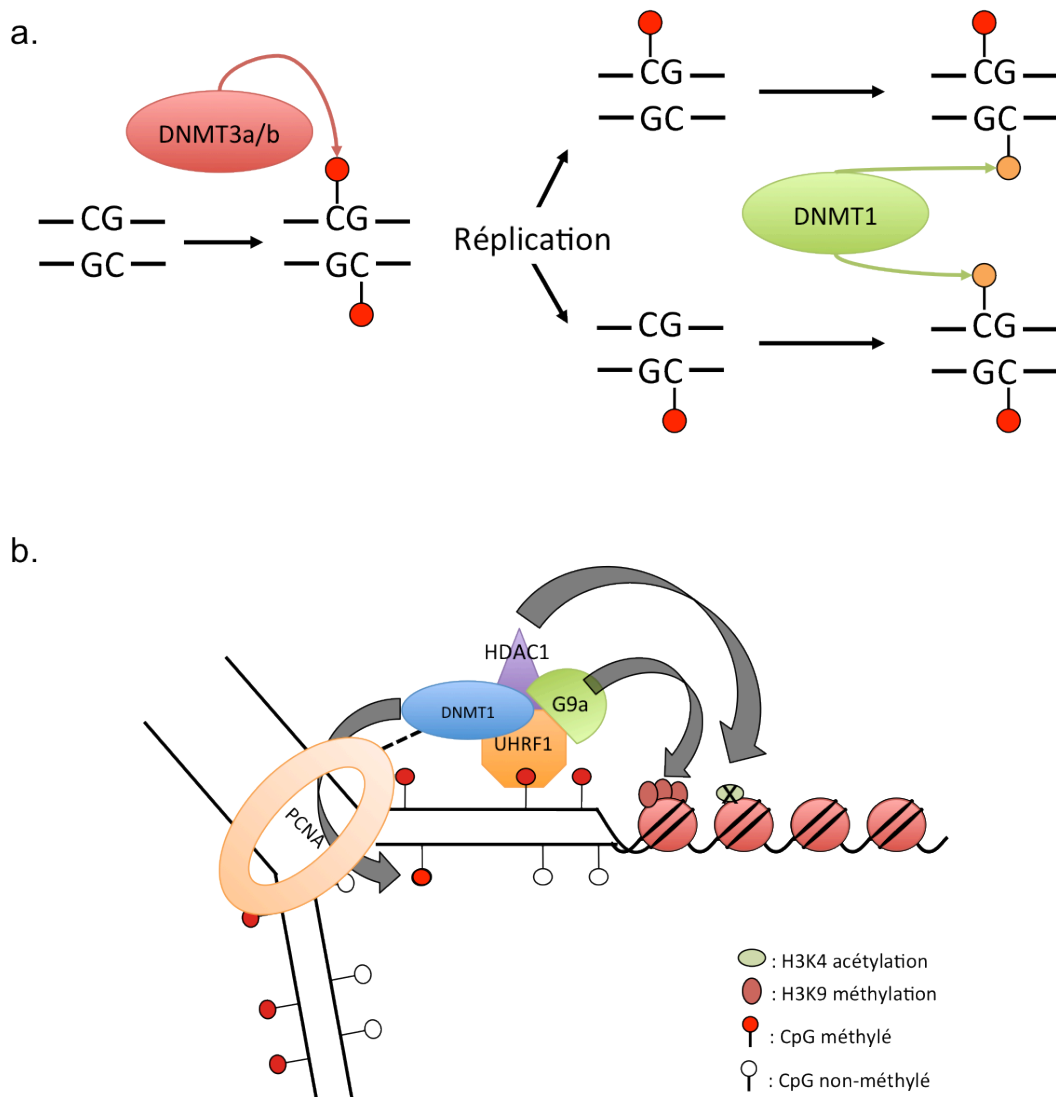 a.
DNMT3a/b
CG
GC
CG
GC
Réplication
CG
GC
CG
GC
DNMT1
CG
GC
CG
GC
b.
HDAC1
G9a
DNMT1
UHRF1
PCNA
X
: H3K4 acétylation
: H3K9 méthylation
: CpG méthylé
: CpG non-méthylé